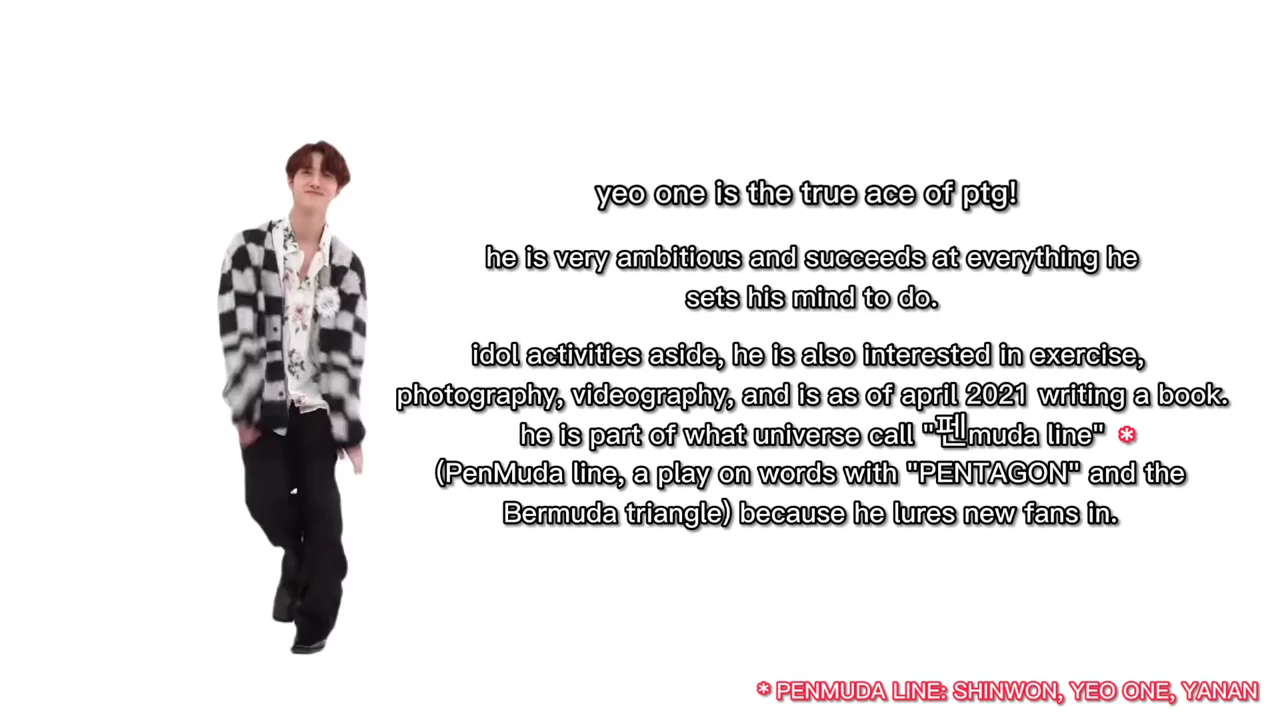 yeo one is the true ace of ptg!
he is very ambitious and succeeds at everything he
sets his mind to do.
idol activities aside, he is also interested in exercise,
photography, videography, and is as of april 2021 writing a book.
he is part of what universe call "펜muda line" *
(PenMuda line, a play on words with "PENTAGON" and the
Bermuda triangle) because he lures new fans in.
* PENMUDA LINE: SHINWON, YEO ONE, YANAN